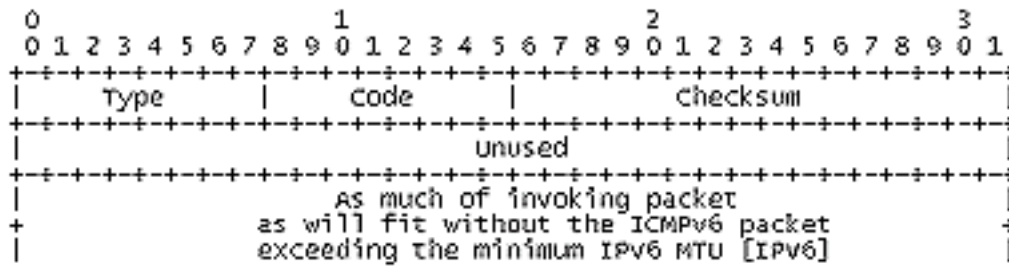 0                   1                   2                   3
 0 1 2 3 4 5 6 7 8 9 0 1 2 3 4 5 6 7 8 9 0 1 2 3 4 5 6 7 8 9 0 1
+-+-+-+-+-+-+-+-+-+-+-+-+-+-+-+-+-+-+-+-+-+-+-+-+-+-+-+-+-+-+-+-
|     Type      |     Code      |          Checksum             |
+-+-+-+-+-+-+-+-+-+-+-+-+-+-+-+-+-+-+-+-+-+-+-+-+-+-+-+-+-+-+-+-
|                             Unused                            |
+-+-+-+-+-+-+-+-+-+-+-+-+-+-+-+-+-+-+-+-+-+-+-+-+-+-+-+-+-+-+-+-
|                    As much of invoking packet                 |
+               as will fit without the ICMPv6 packet           +
|               exceeding the minimum IPv6 MTU [IPv6]           |